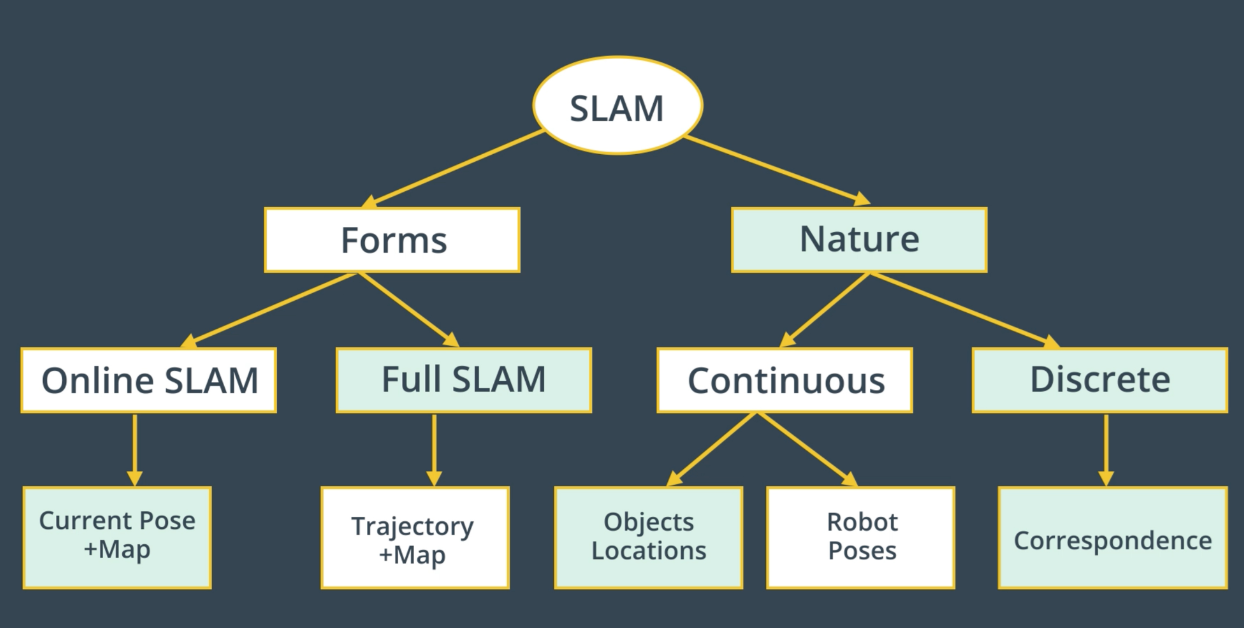 SLAM
Forms
Nature
Online SLAM
Full SLAM
Continuous
Discrete
Current Pose
+Map
Trajectory
+Map
Objects
Locations
Robot
Poses
Correspondence